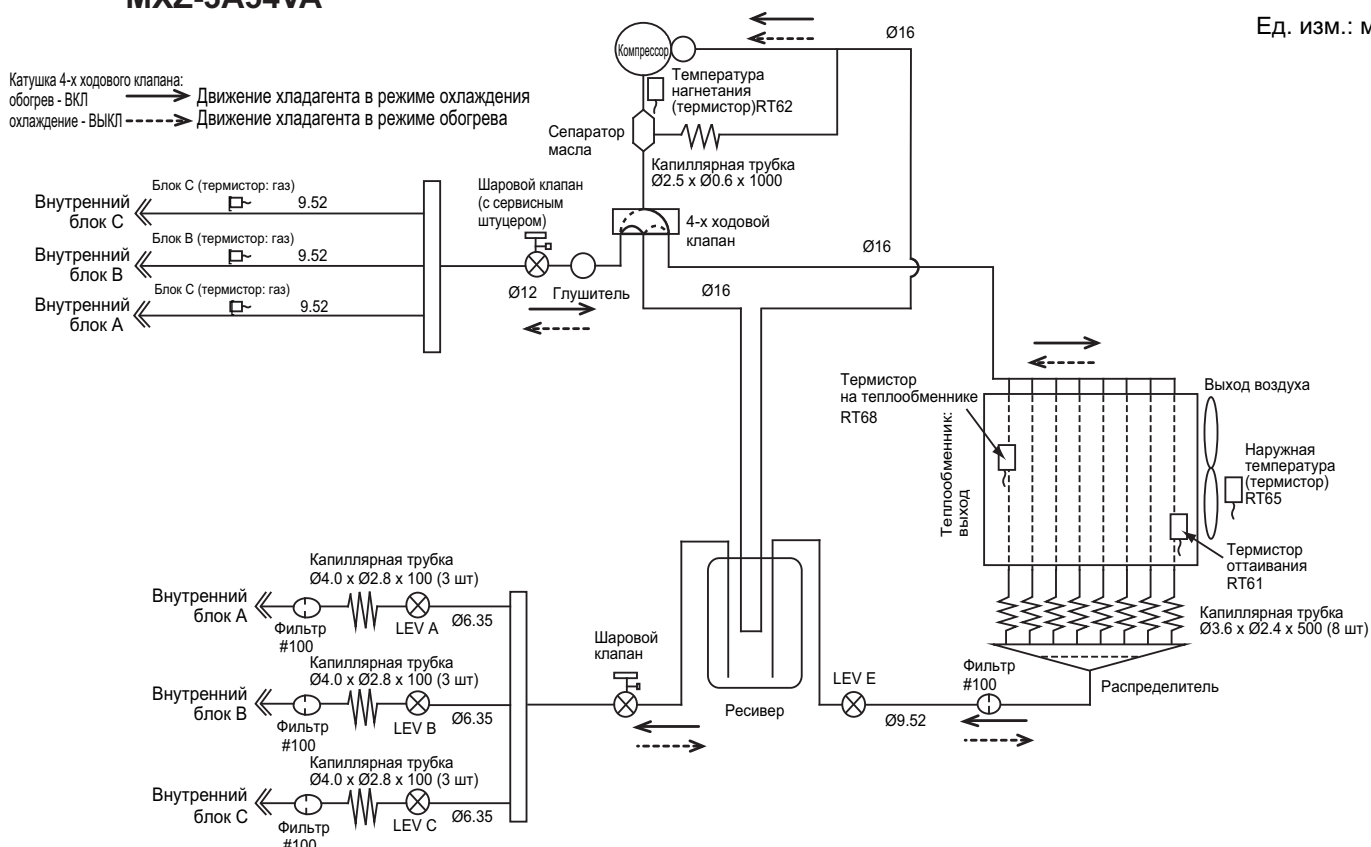 Ед. изм.:
Катушка 4-х ходового клапана:
обогрев - ВКЛ
охлаждение - ВЫКЛ
Движение хладагента в режиме охлаждения
Движение хладагента в режиме обогрева
Компрессор
Ø16
Температура
нагнетания
(термистор)RT62
Сепаратор
масла
Капиллярная трубка
Ø2.5 x Ø0.6 x 1000
4-х ходовой
клапан
Ø16
Ø16
Шаровой клапан
(с сервисным
штуцером)
Ø12
Глушитель
Внутренний
блок C
Блок C (термистор: газ)
9.52
Внутренний
блок B
Блок B (термистор: газ)
9.52
Внутренний
блок A
Блок C (термистор: газ)
9.52
Термистор
на теплообменнике
RT68
Теплообменник:
выход
Выход воздуха
Наружная
температура
(термистор)
RT65
Термистор
оттаивания
RT61
Капиллярная трубка
Ø3.6 x Ø2.4 x 500 (8 шт)
Распределитель
Фильтр
#100
Ø9.52
LEV E
Ресивер
Шаровой
клапан
Внутренний
блок A
Фильтр
#100
Капиллярная трубка
Ø4.0 x Ø2.8 x 100 (3 шт)
LEV A
Ø6.35
Внутренний
блок B
Фильтр
#100
Капиллярная трубка
Ø4.0 x Ø2.8 x 100 (3 шт)
LEV B
Ø6.35
Внутренний
блок C
Фильтр
#100
Капиллярная трубка
Ø4.0 x Ø2.8 x 100 (3 шт)
LEV C
Ø6.35